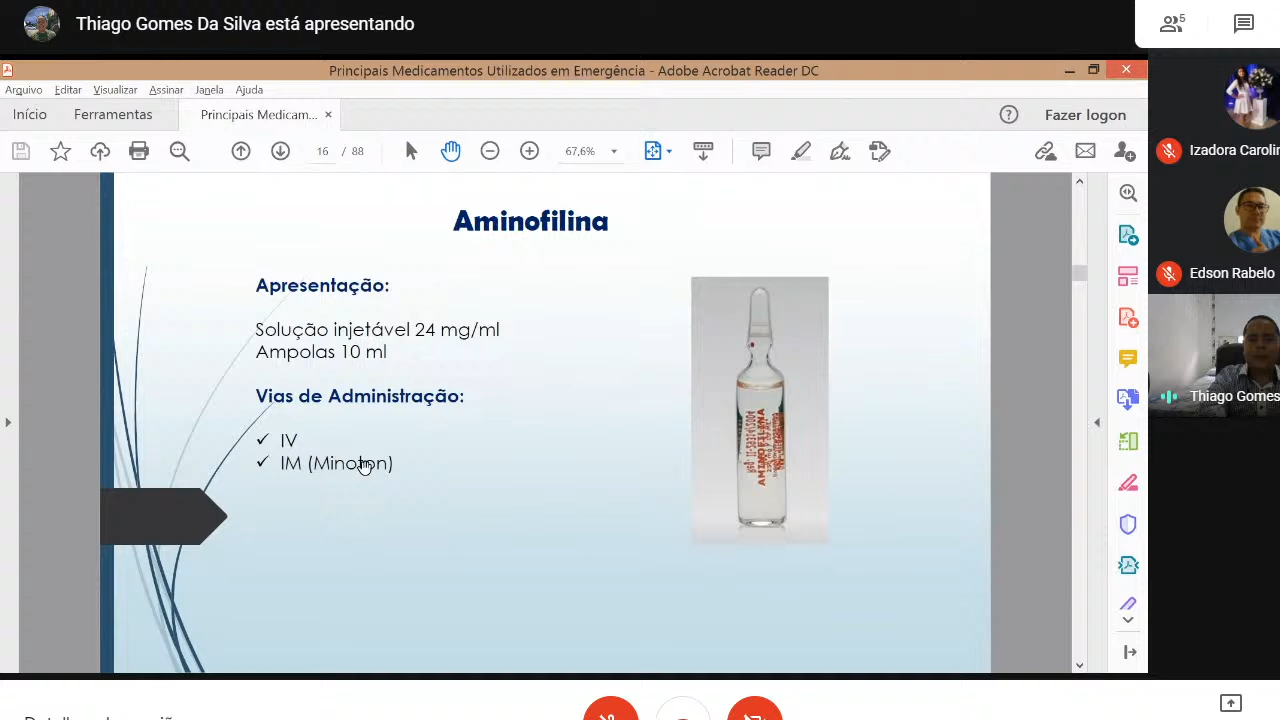 Thiago Gomes Da Silva está apresentando
5
Principais Medicamentos Utilizados em Emergência - Adobe Acrobat Reader DC
Arquivo Editar Visualizar Assinar Janela Ajuda
Início Ferramentas Principais Medicam... × Fazer logon
16 / 88 67,6%
Aminofilina
Apresentação:
Solução injetável 24 mg/ml
Ampolas 10 ml
Vias de Administração:
✓ IV
✓ IM (Minoton)
Izadora Carolin
Edson Rabelo
Thiago Gomes